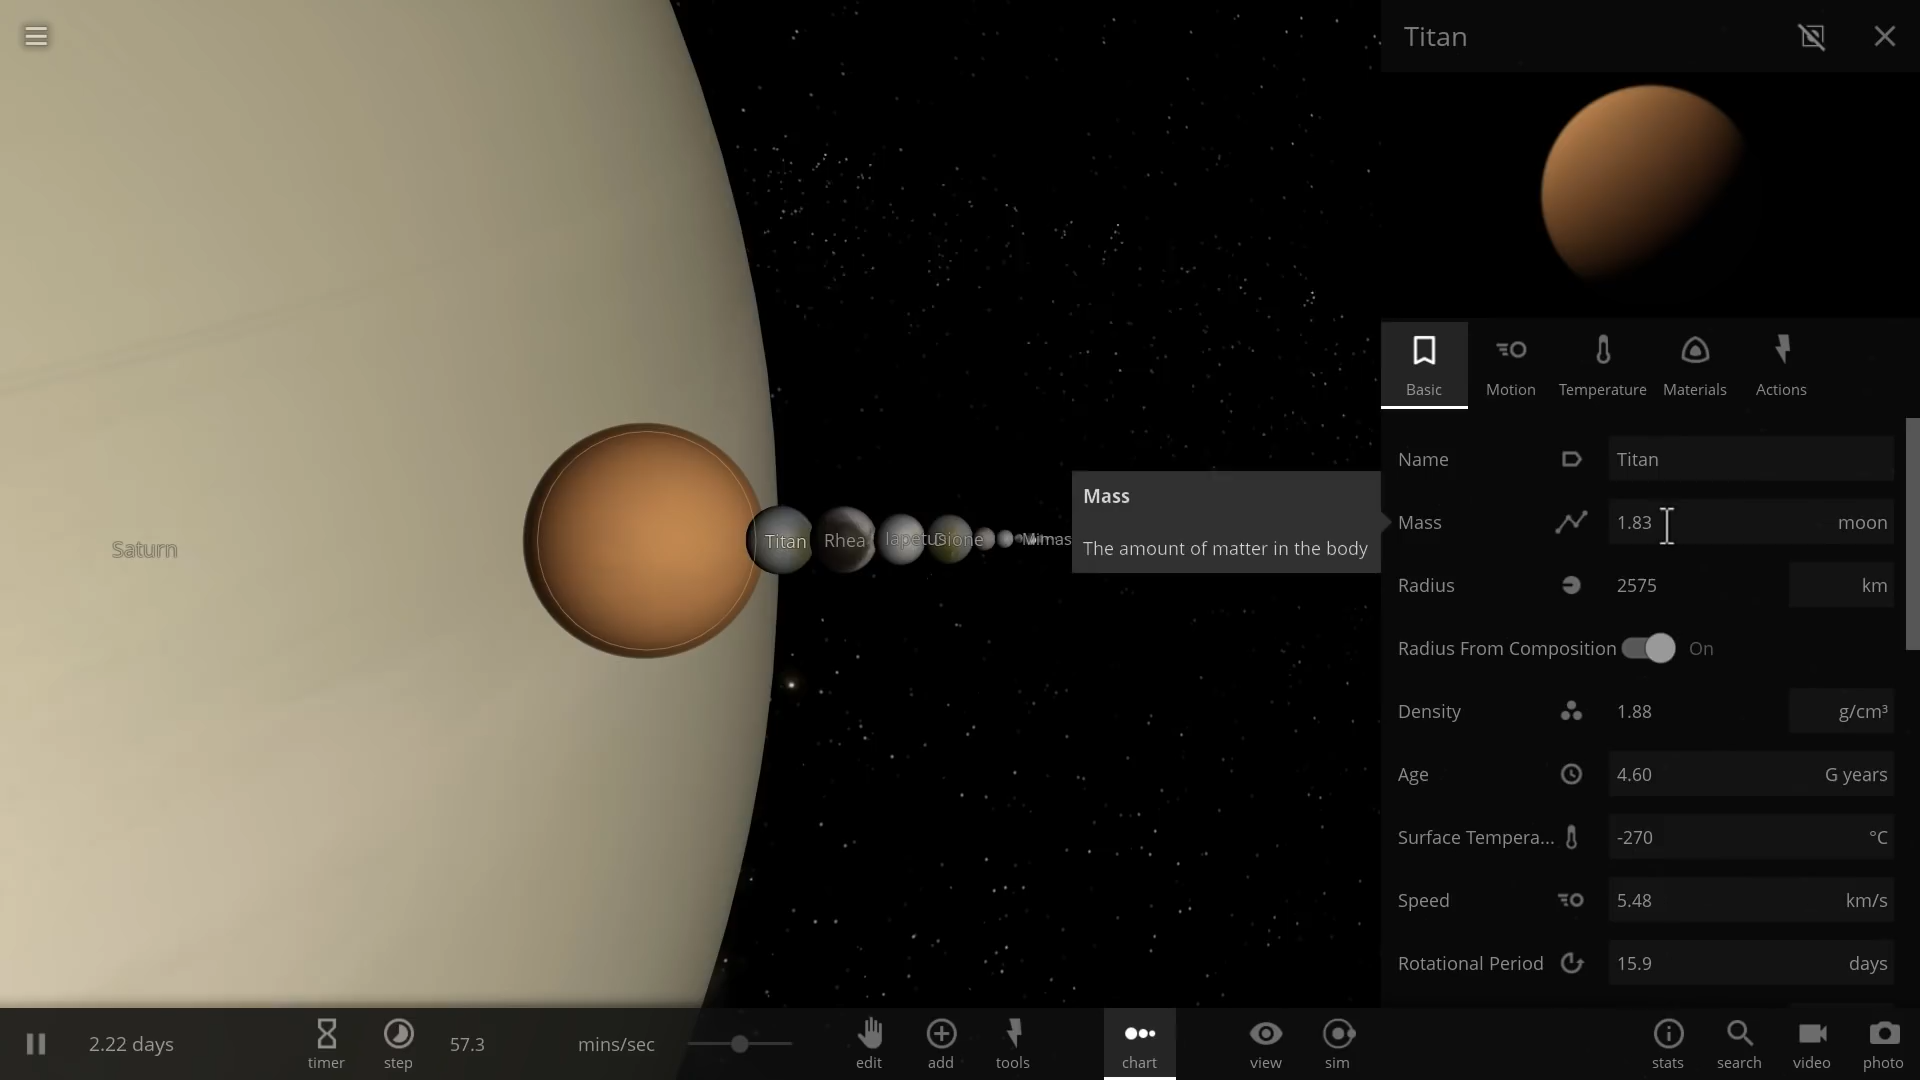 Titan
Basic
Motion
Temperature
Materials
Actions
Name
Titan
Mass
1.83
moon
Mass
The amount of matter in the body
Radius
2575
km
Radius From Composition
On
Density
1.88
g/cm³
Age
4.60
G years
Surface Tempera...
-270
°C
Speed
5.48
km/s
Rotational Period
15.9
days
Saturn
Titan
Rhea
Iapetus
Dione
Mimas
2.22 days
timer
step
57.3
mins/sec
edit
add
tools
chart
view
sim
stats
search
video
photo